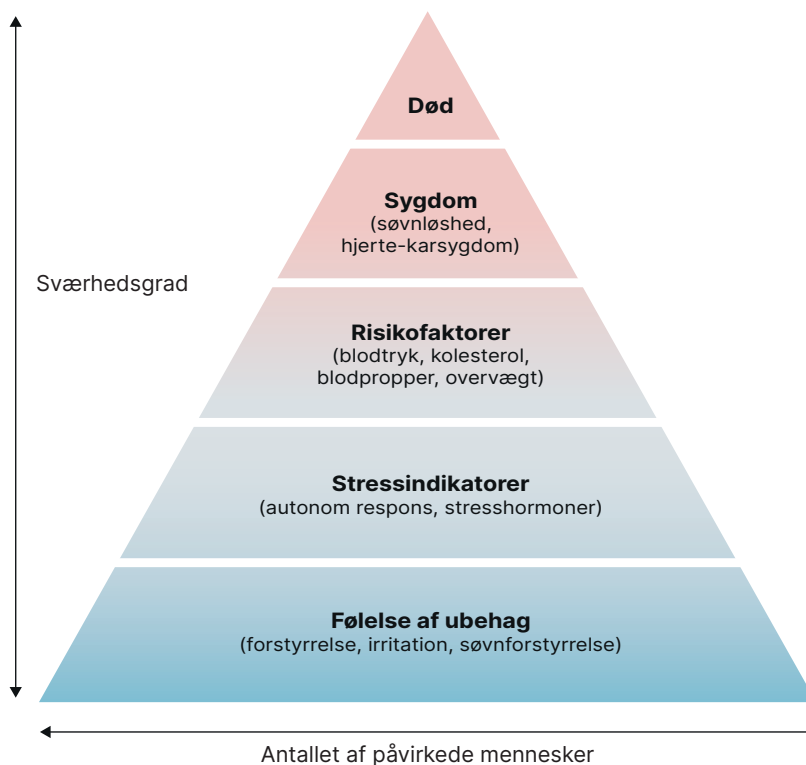 Død
Sygdom
(søvnløshed,
hjerte-karsygdom)
Sværhedsgrad
Risikofaktorer
(blodtryk, kolesterol,
blodpropper, overvægt)
Stressindikatorer
(autonom respons, stresshormoner)
Følelse af ubehag
(forstyrrelse, irritation, søvnforstyrrelse)
Antallet af påvirkede mennesker